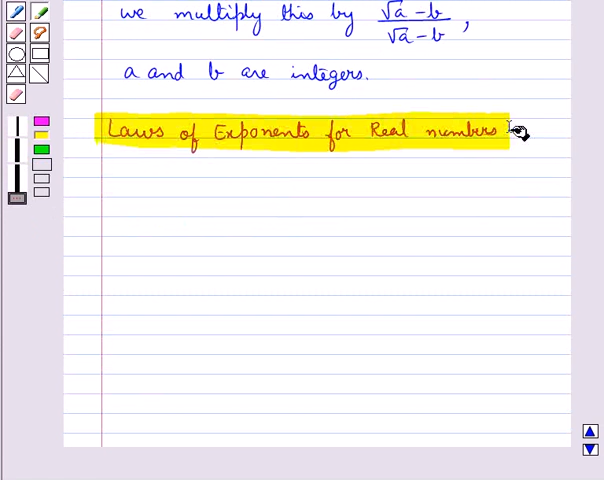 we multiply this by √a - b / √a - b ,
a and b are integers.
Laws of Exponents for Real numbers